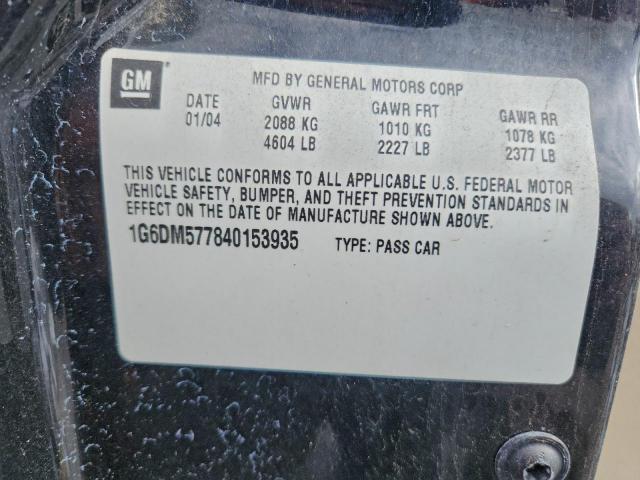 GM MFD BY GENERAL MOTORS CORP
DATE GVWR GAWR FRT GAWR RR
01/04 2088 KG 1010 KG 1078 KG
4604 LB 2227 LB 2377 LB
THIS VEHICLE CONFORMS TO ALL APPLICABLE U.S. FEDERAL MOTOR
VEHICLE SAFETY, BUMPER, AND THEFT PREVENTION STANDARDS IN
EFFECT ON THE DATE OF MANUFACTURE SHOWN ABOVE.
1G6DM577840153935 TYPE: PASS CAR